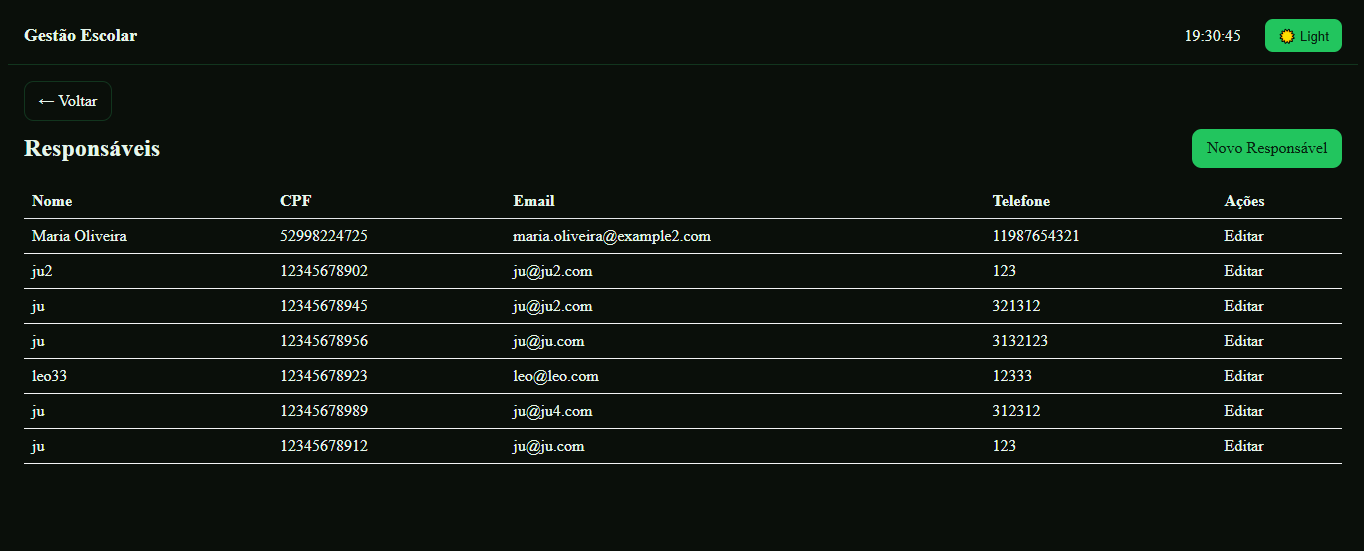 Gestão Escolar 19:30:45 Light
← Voltar
Responsáveis Novo Responsável
Nome CPF Email Telefone Ações
Maria Oliveira 52998224725 maria.oliveira@example2.com 11987654321 Editar
ju2 12345678902 ju@ju2.com 123 Editar
ju 12345678945 ju@ju2.com 321312 Editar
ju 12345678956 ju@ju.com 3132123 Editar
leo33 12345678923 leo@leo.com 12333 Editar
ju 12345678989 ju@ju4.com 312312 Editar
ju 12345678912 ju@ju.com 123 Editar